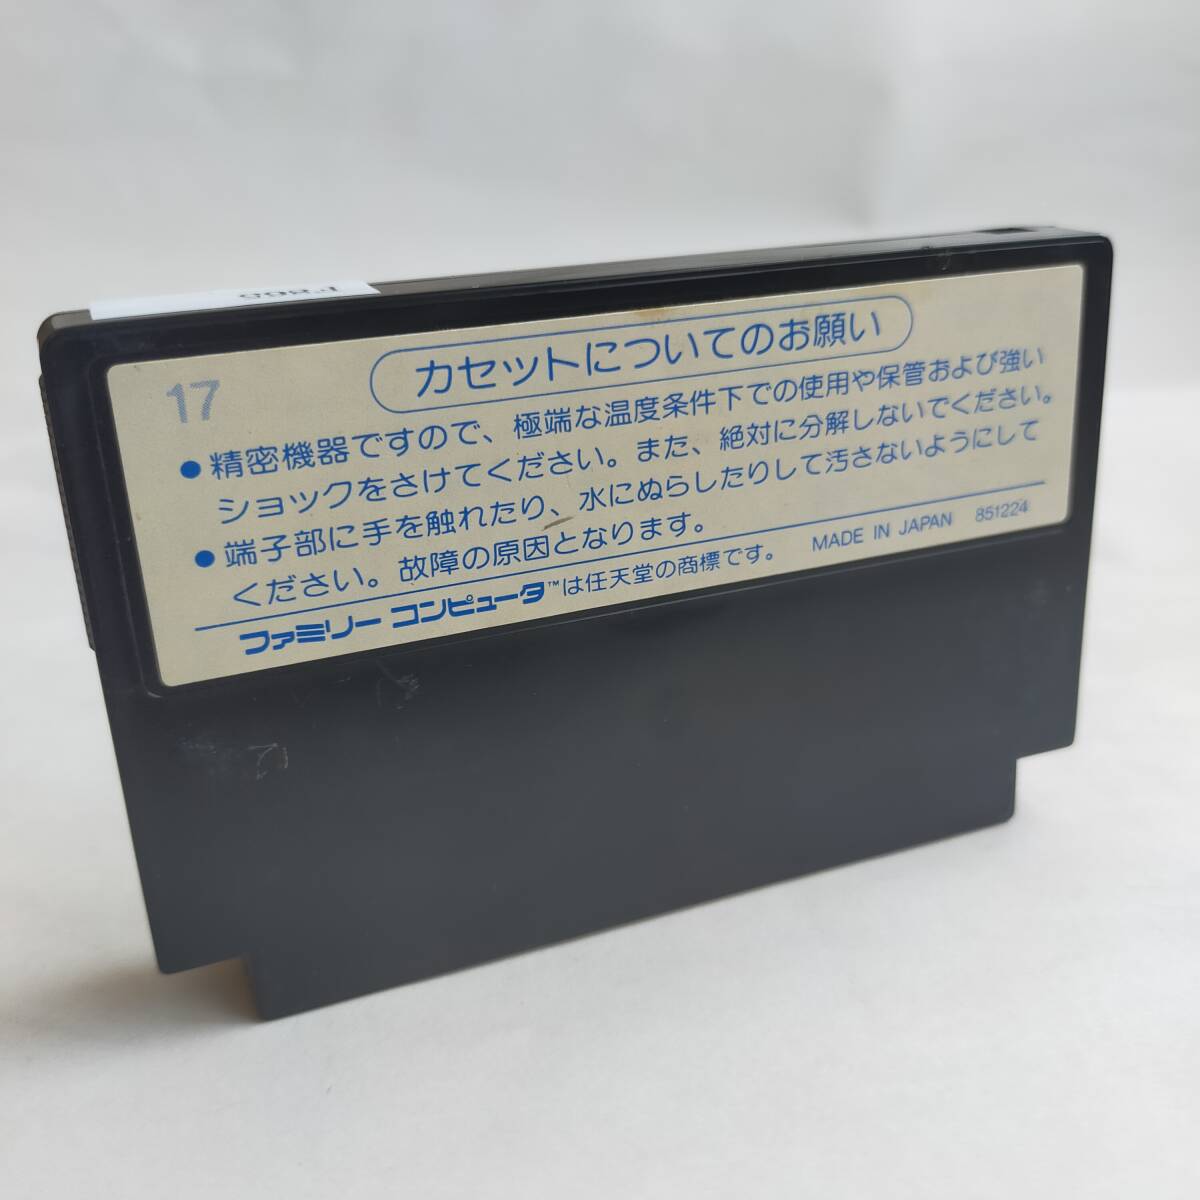 17
カセットについてのお願い
●精密機器ですので、極端な温度条件下での使用や保管および強い
ショックをさけてください。また、絶対に分解しないでください。
●端子部に手を触れたり、水にぬらしたりして汚さないようにして
ください。故障の原因となります。
ファミリー コンピュータ™は任天堂の商標です。 MADE IN JAPAN 851224